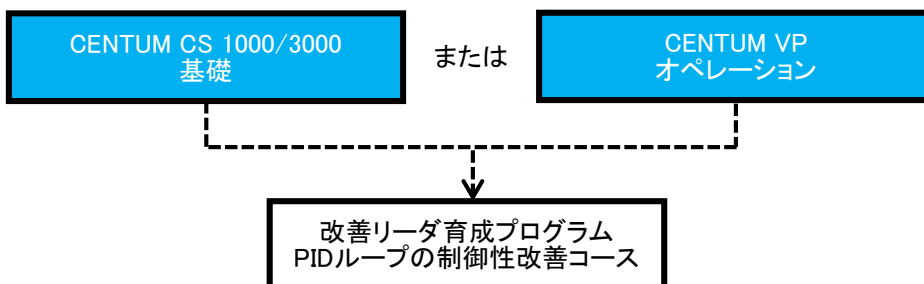 CENTUM CS 1000/3000
基礎
または
CENTUM VP
オペレーション
改善リーダ育成プログラム
PIDループの制御性改善コース